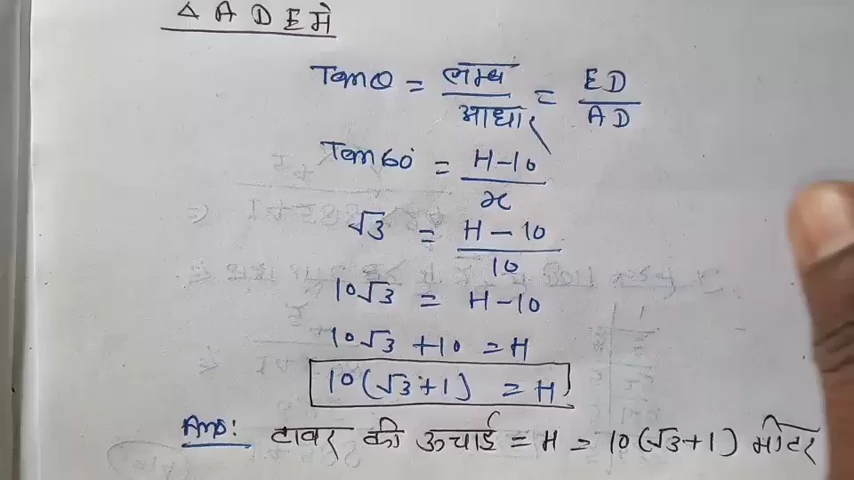 Δ ADE मे
Tanθ = लम्ब / आधार = ED / AD
Tan60° = H-10 / x
√3 = H-10 / 10
10√3 = H-10
10√3 + 10 = H
10(√3+1) = H
Ans: टावर की ऊचाई = H = 10(√3+1) मीटर